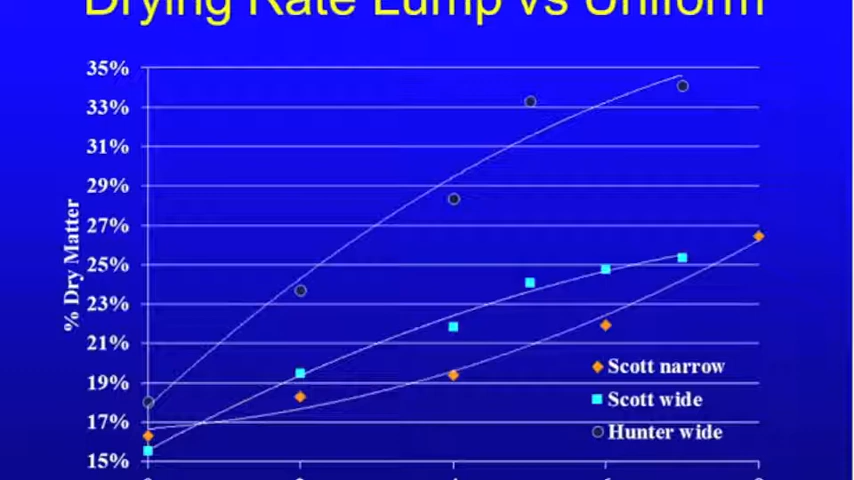 Drying Rate Lump vs Uniform
35%
33%
31%
29%
27%
25%
23%
21%
19%
17%
15%
% Dry Matter
Scott narrow
Scott wide
Hunter wide